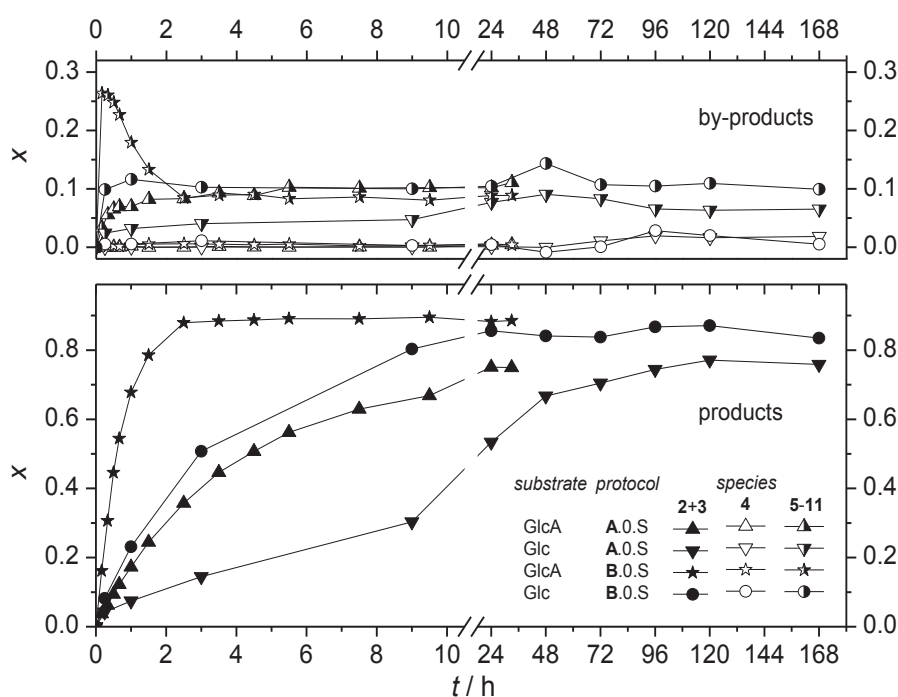 0 2 4 6 8 10 24 48 72 96 120 144 168
0.3 0.3
by-products
0.2 0.2
x
0.1 0.1
0.0 0.0
0.8 0.8
products
0.6 0.6
x
substrate protocol species
2+3 4 5-11
0.4 0.4
GlcA A.0.S
Glc A.0.S
0.2 0.2
GlcA B.0.S
Glc B.0.S
0.0 0.0
0 2 4 6 8 10 24 48 72 96 120 144 168
t / h